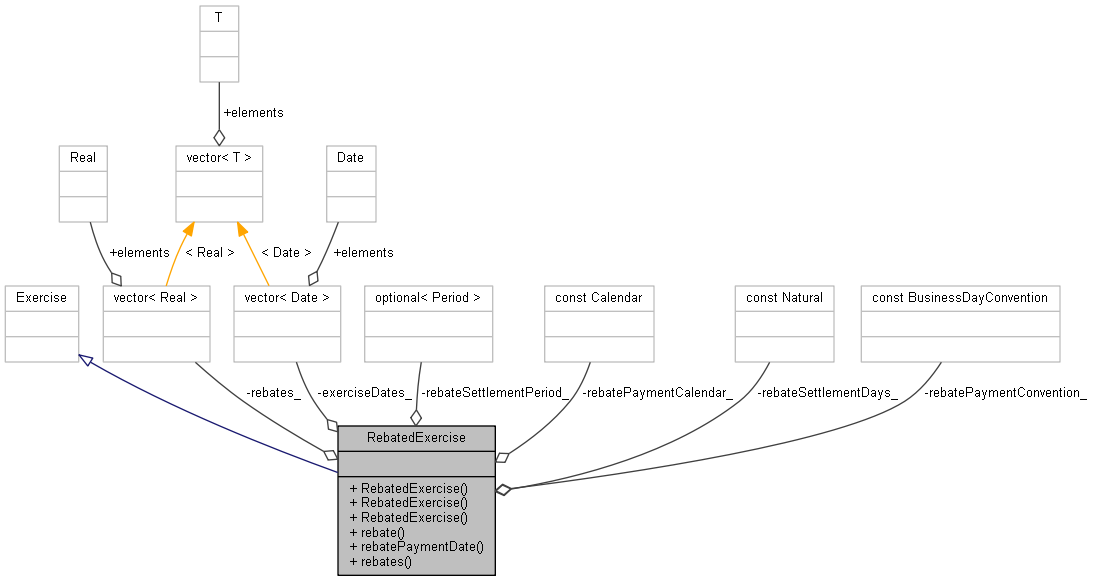 T
+elements
Real
vector< T >
Date
+elements
< Real >
< Date >
+elements
Exercise
vector< Real >
vector< Date >
optional< Period >
const Calendar
const Natural
const BusinessDayConvention
-rebates_
-exerciseDates_
-rebateSettlementPeriod_
-rebatePaymentCalendar_
-rebateSettlementDays_
-rebatePaymentConvention_
RebatedExercise
+ RebatedExercise()
+ RebatedExercise()
+ RebatedExercise()
+ rebate()
+ rebatePaymentDate()
+ rebates()